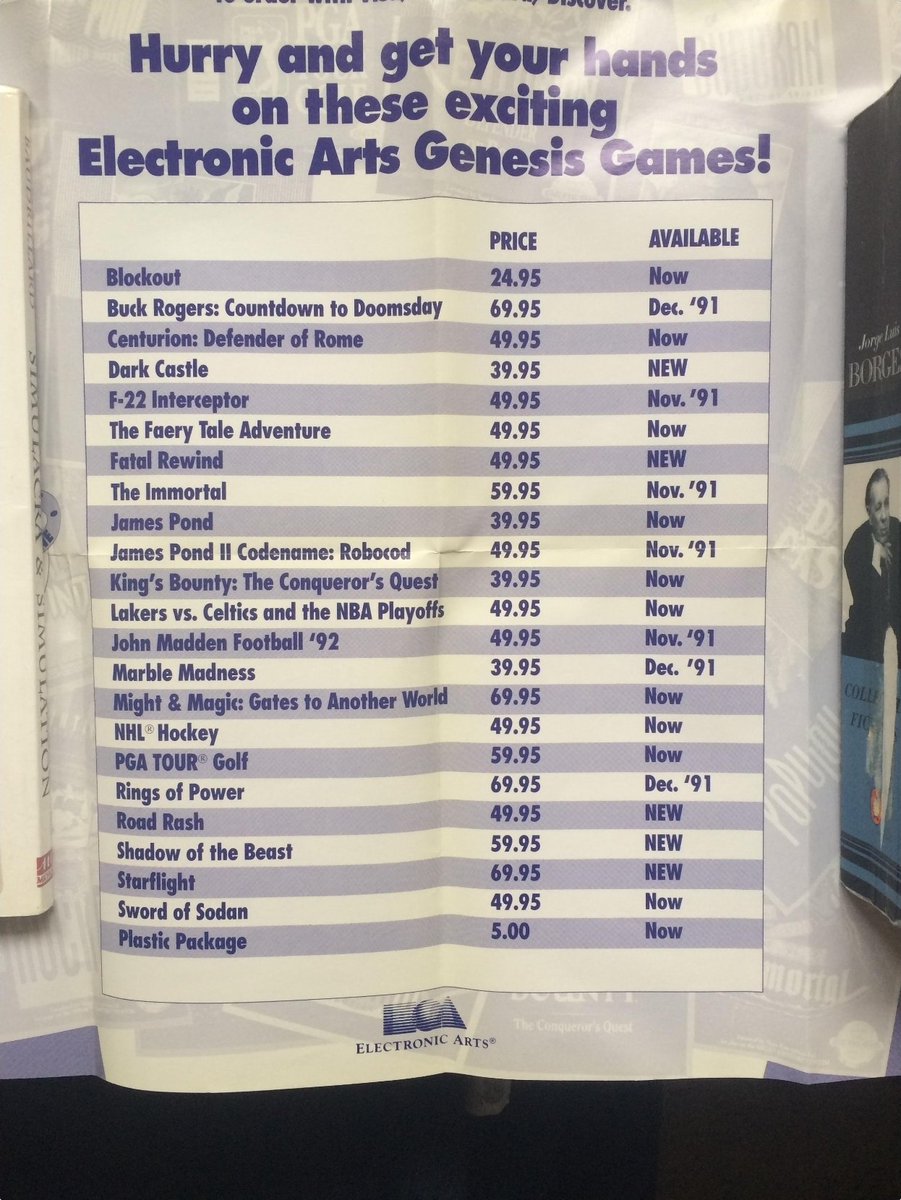 to order with Visa, Discover.
Hurry and get your hands
on these exciting
Electronic Arts Genesis Games!
PRICE AVAILABLE
Blockout 24.95 Now
Buck Rogers: Countdown to Doomsday 69.95 Dec. '91
Centurion: Defender of Rome 49.95 Now
Dark Castle 39.95 NEW
F-22 Interceptor 49.95 Nov. '91
The Faery Tale Adventure 49.95 Now
Fatal Rewind 49.95 NEW
The Immortal 59.95 Nov. '91
James Pond 39.95 Now
James Pond II Codename: Robocod 49.95 Nov. '91
King's Bounty: The Conqueror's Quest 39.95 Now
Lakers vs. Celtics and the NBA Playoffs 49.95 Now
John Madden Football '92 49.95 Nov. '91
Marble Madness 39.95 Dec. '91
Might & Magic: Gates to Another World 69.95 Now
NHL® Hockey 49.95 Now
PGA TOUR® Golf 59.95 Now
Rings of Power 69.95 Dec. '91
Road Rash 49.95 NEW
Shadow of the Beast 59.95 NEW
Starflight 69.95 NEW
Sword of Sodan 49.95 Now
Plastic Package 5.00 Now
EA
ELECTRONIC ARTS®
The Conqueror's Quest
SIMULACRA & SIMULATION
Jorge Luis
BORGES
COLLE
FIC